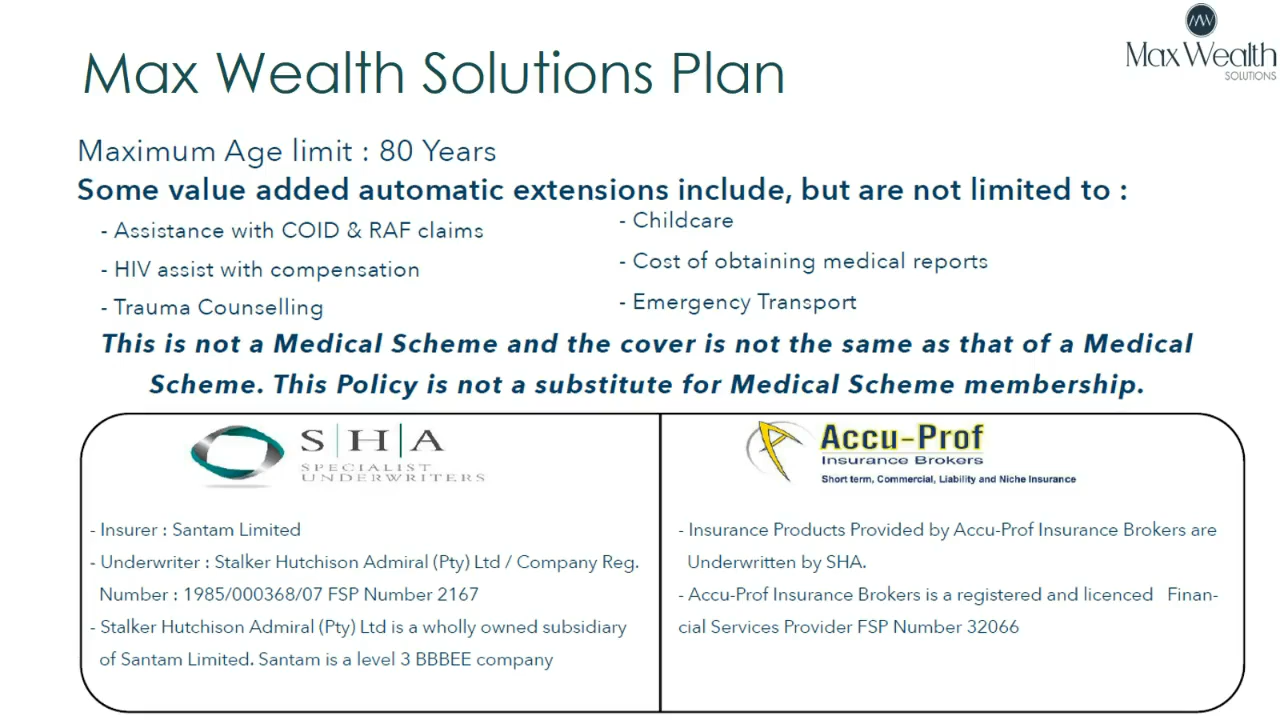 MW
Max Wealth
SOLUTIONS
Max Wealth Solutions Plan
Maximum Age limit : 80 Years
Some value added automatic extensions include, but are not limited to :
- Assistance with COID & RAF claims
- HIV assist with compensation
- Trauma Counselling
- Childcare
- Cost of obtaining medical reports
- Emergency Transport
This is not a Medical Scheme and the cover is not the same as that of a Medical
Scheme. This Policy is not a substitute for Medical Scheme membership.
S|H|A
SPECIALIST
UNDERWRITERS
- Insurer : Santam Limited
- Underwriter : Stalker Hutchison Admiral (Pty) Ltd / Company Reg.
Number : 1985/000368/07 FSP Number 2167
- Stalker Hutchison Admiral (Pty) Ltd is a wholly owned subsidiary
of Santam Limited. Santam is a level 3 BBBEE company
Accu-Prof
Insurance Brokers
Short term, Commercial, Liability and Niche Insurance
- Insurance Products Provided by Accu-Prof Insurance Brokers are
Underwritten by SHA.
- Accu-Prof Insurance Brokers is a registered and licenced Finan-
cial Services Provider FSP Number 32066